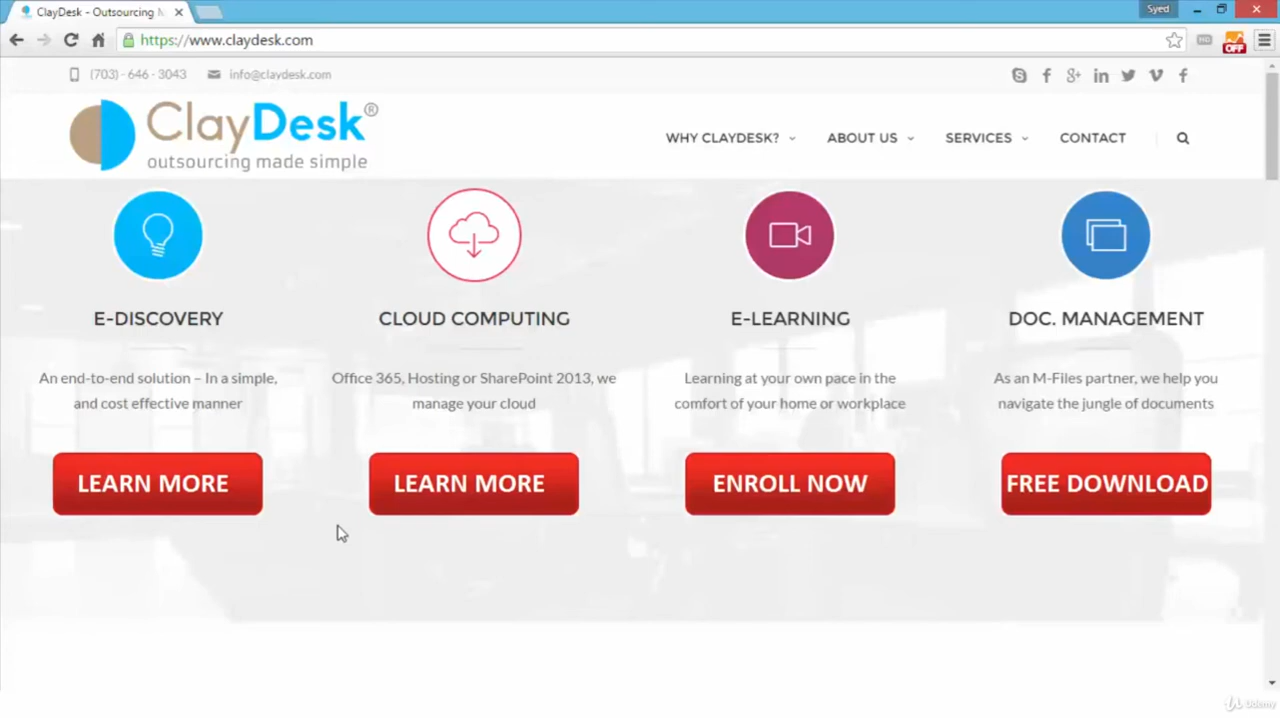 ClayDesk - Outsourcing M
Syed
https://www.claydesk.com
OFF
(703) - 646 - 3043
info@claydesk.com
ClayDesk®
outsourcing made simple
WHY CLAYDESK?
ABOUT US
SERVICES
CONTACT
E-DISCOVERY
An end-to-end solution – In a simple,
and cost effective manner
LEARN MORE
CLOUD COMPUTING
Office 365, Hosting or SharePoint 2013, we
manage your cloud
LEARN MORE
E-LEARNING
Learning at your own pace in the
comfort of your home or workplace
ENROLL NOW
DOC. MANAGEMENT
As an M-Files partner, we help you
navigate the jungle of documents
FREE DOWNLOAD
Udemy